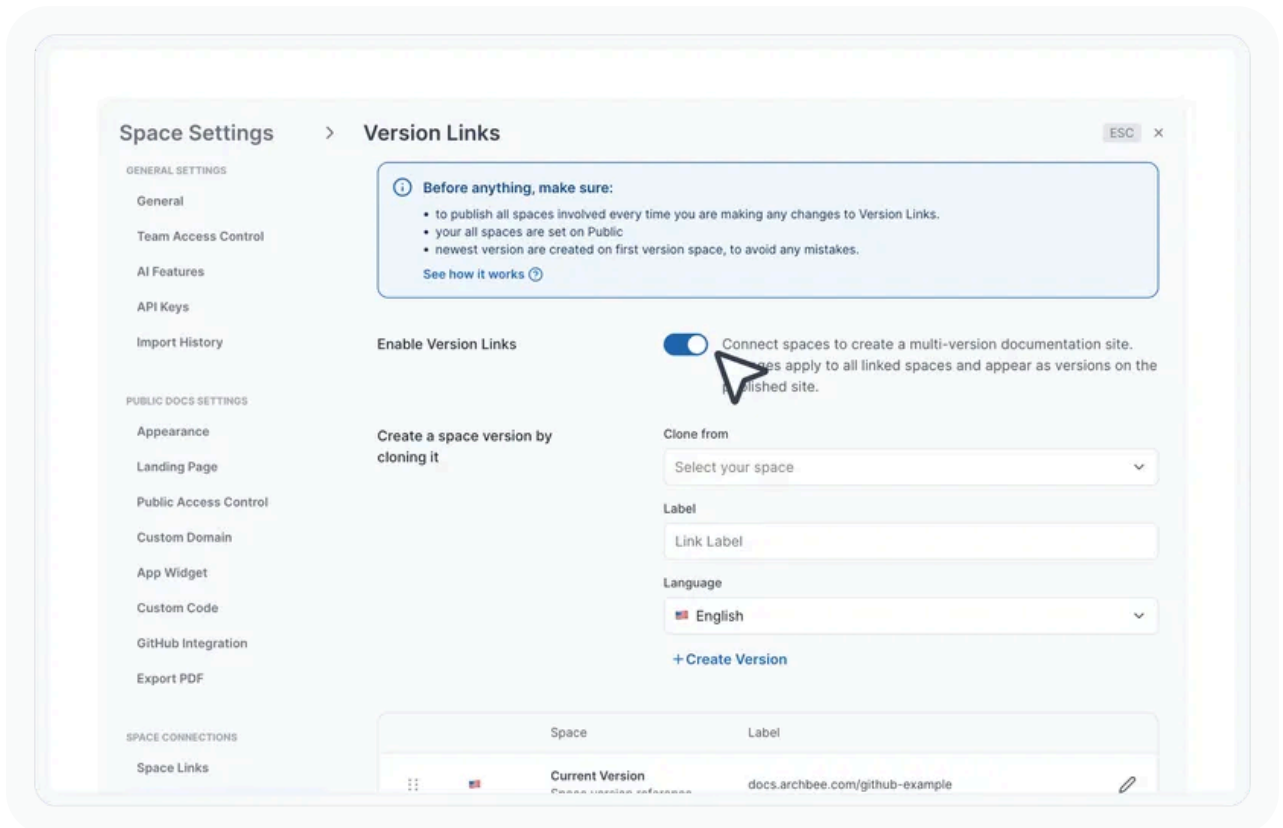 Space Settings
Version Links
ESC
GENERAL SETTINGS
General
Team Access Control
AI Features
API Keys
Import History
PUBLIC DOCS SETTINGS
Appearance
Landing Page
Public Access Control
Custom Domain
App Widget
Custom Code
GitHub Integration
Export PDF
SPACE CONNECTIONS
Space Links
Before anything, make sure:
• to publish all spaces involved every time you are making any changes to Version Links.
• your all spaces are set on Public
• newest version are created on first version space, to avoid any mistakes.
See how it works
Enable Version Links
Connect spaces to create a multi-version documentation site.
apply to all linked spaces and appear as versions on the
site.
Create a space version by
cloning it
Clone from
Select your space
Label
Link Label
Language
English
+ Create Version
Space
Label
Current Version
Space version reference
docs.archbee.com/github-example